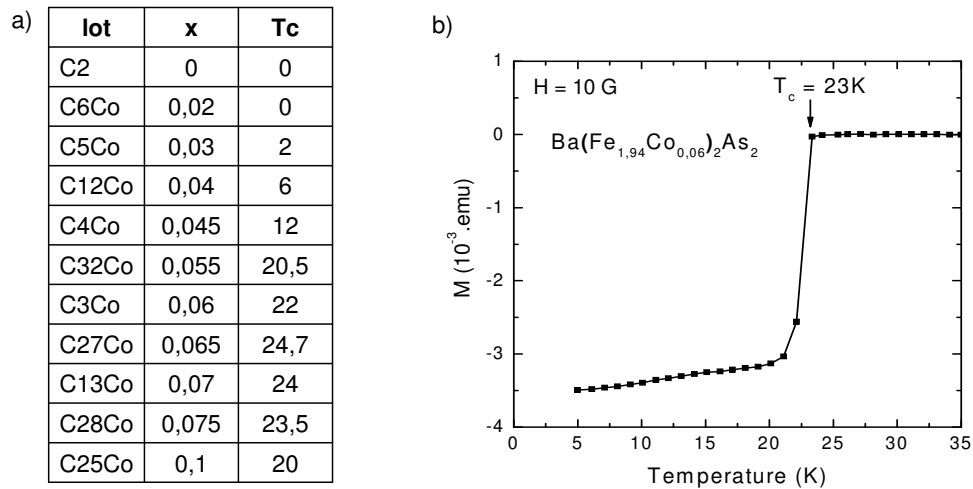 a)
lot x Tc
C2 0 0
C6Co 0,02 0
C5Co 0,03 2
C12Co 0,04 6
C4Co 0,045 12
C32Co 0,055 20,5
C3Co 0,06 22
C27Co 0,065 24,7
C13Co 0,07 24
C28Co 0,075 23,5
C25Co 0,1 20
b)
H = 10 G
T_c = 23K
Ba(Fe_1,94Co_0,06)_2As_2
M (10^-3.emu)
1
0
-1
-2
-3
-4
0 5 10 15 20 25 30 35
Temperature (K)